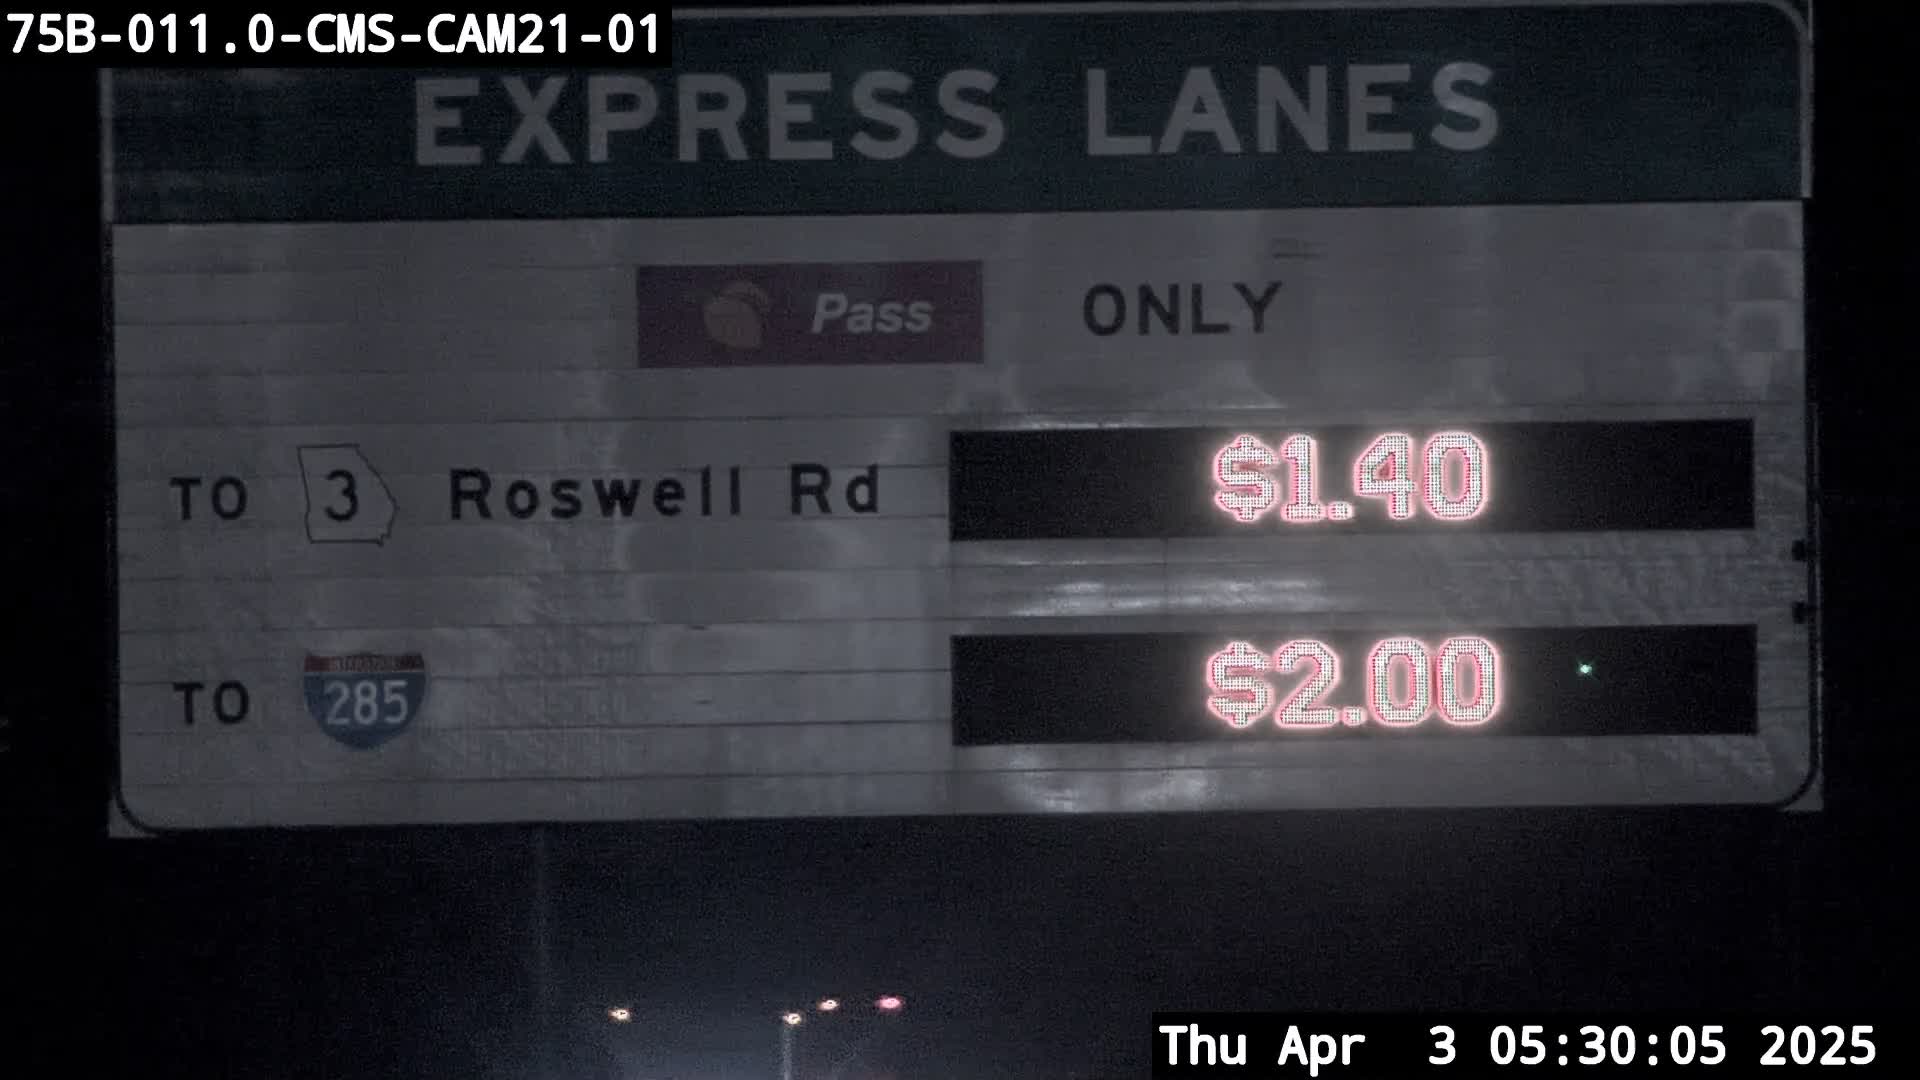 75B-011.0-CMS-CAM21-01
EXPRESS LANES
Pass ONLY
TO 3 Roswell Rd $1.40
TO 285 $2.00
Thu Apr 3 05:30:05 2025